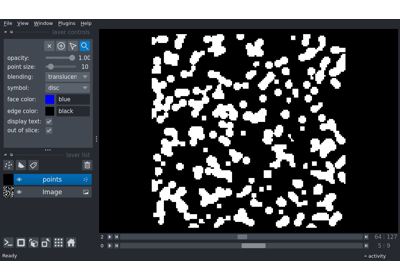 File View Window Plugins Help
layer controls
opacity: 1.00
point size: 10
blending: translucen
symbol: disc
face color: blue
edge color: black
display text:
out of slice:
layer list
points
Image
2 64 127
0 5 9
Ready activity